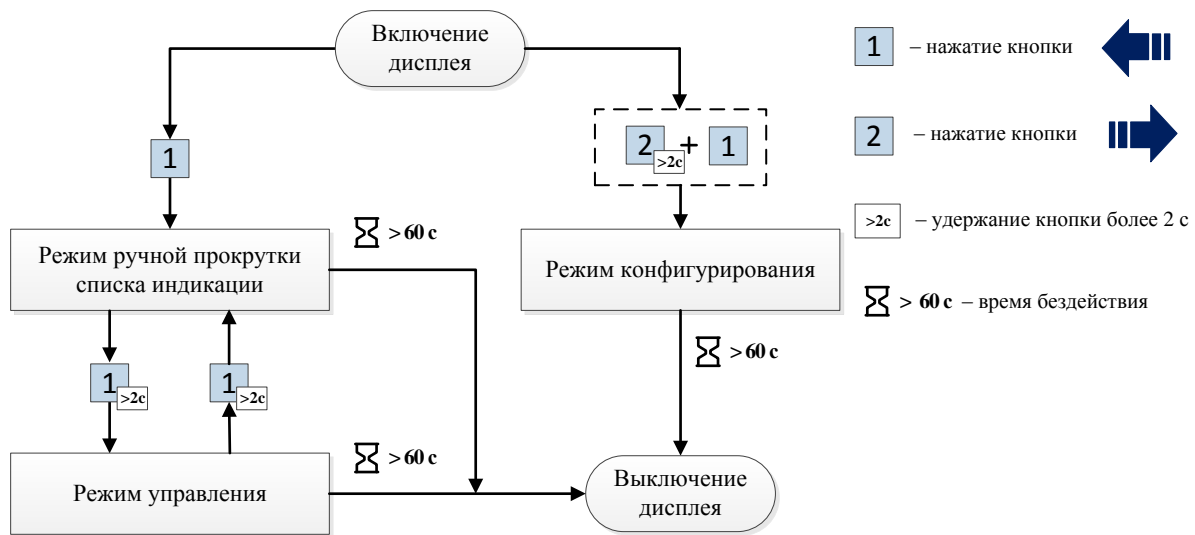 Включение
дисплея
1 – нажатие кнопки
2 – нажатие кнопки
>2с – удержание кнопки более 2 с
> 60 с – время бездействия
1
2 >2с + 1
Режим ручной прокрутки
списка индикации
> 60 с
Режим конфигурирования
1 >2с
1 >2с
> 60 с
> 60 с
Режим управления
Выключение
дисплея